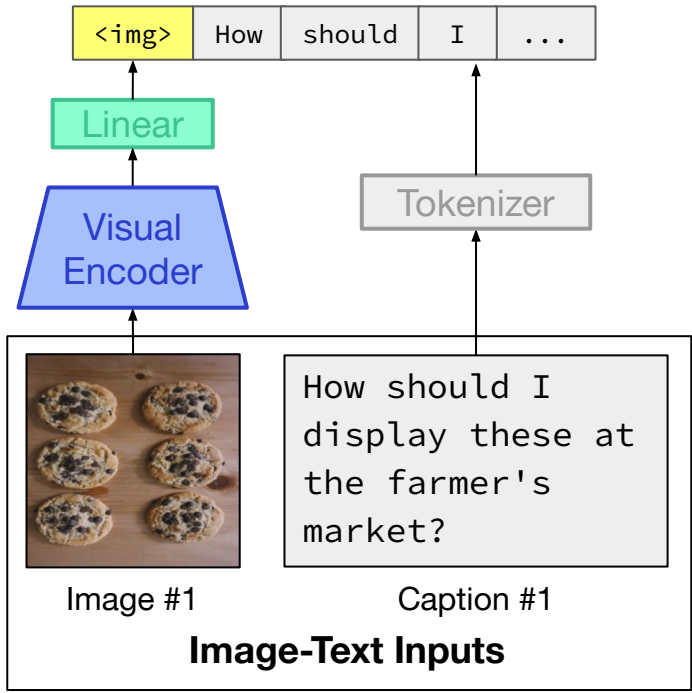 <img> How should I ...
Linear
Tokenizer
Visual
Encoder
How should I
display these at
the farmer's
market?
Image #1
Caption #1
Image-Text Inputs